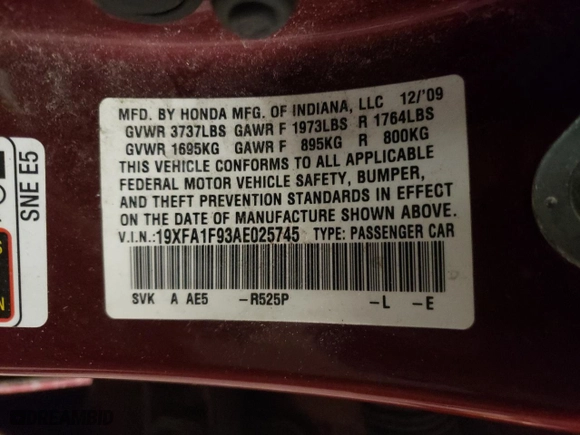 MFD. BY HONDA MFG. OF INDIANA, LLC 12/'09
GVWR 3737LBS GAWR F 1973LBS R 1764LBS
GVWR 1695KG GAWR F 895KG R 800KG
THIS VEHICLE CONFORMS TO ALL APPLICABLE
FEDERAL MOTOR VEHICLE SAFETY, BUMPER,
AND THEFT PREVENTION STANDARDS IN EFFECT
ON THE DATE OF MANUFACTURE SHOWN ABOVE.
V.I.N.:19XFA1F93AE025745 TYPE: PASSENGER CAR
SVK A AE5 -R525P -L -E
SNE E5
DREAMBID